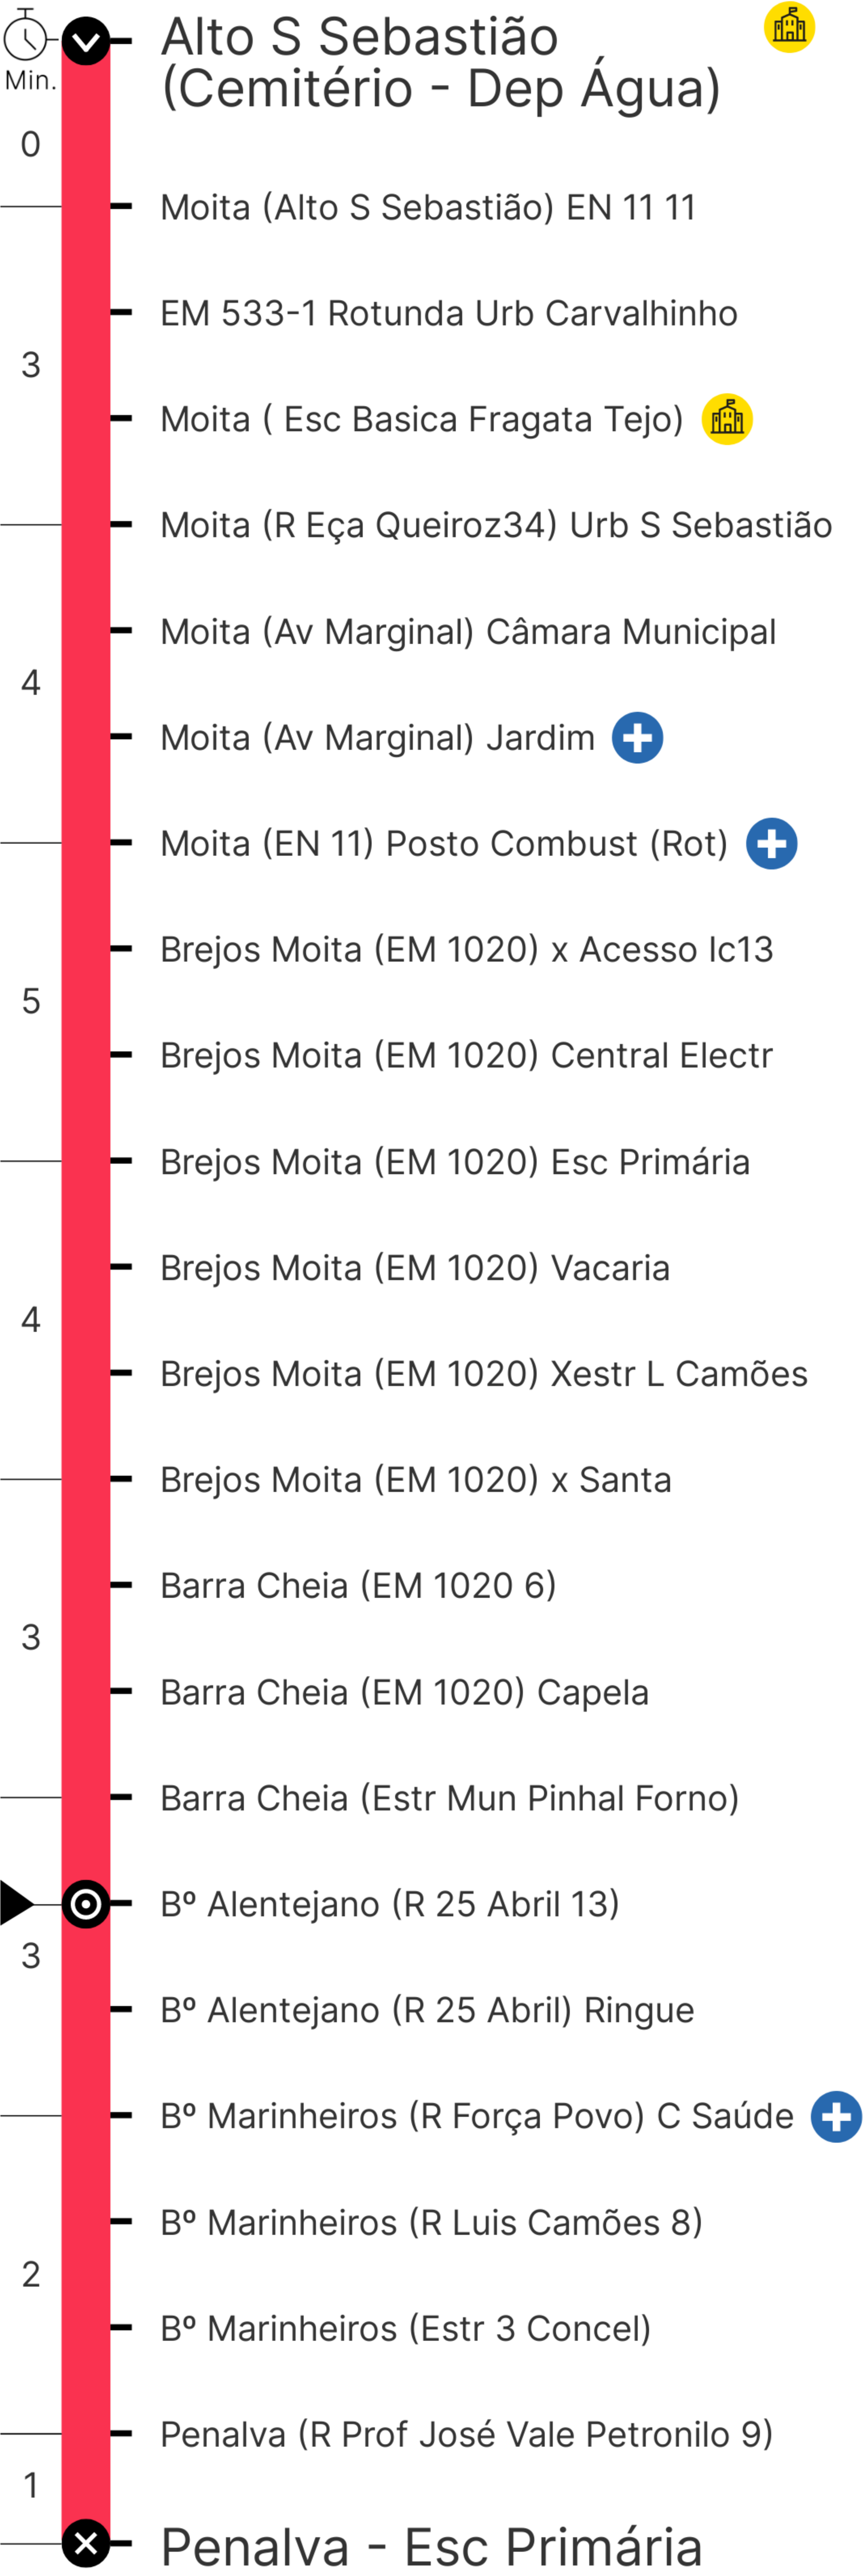 Alto S Sebastião
(Cemitério - Dep Água)
Min.
0
Moita (Alto S Sebastião) EN 11 11
EM 533-1 Rotunda Urb Carvalhinho
3
Moita ( Esc Basica Fragata Tejo)
Moita (R Eça Queiroz34) Urb S Sebastião
Moita (Av Marginal) Câmara Municipal
4
Moita (Av Marginal) Jardim
Moita (EN 11) Posto Combust (Rot)
Brejos Moita (EM 1020) x Acesso Ic13
5
Brejos Moita (EM 1020) Central Electr
Brejos Moita (EM 1020) Esc Primária
Brejos Moita (EM 1020) Vacaria
4
Brejos Moita (EM 1020) Xestr L Camões
Brejos Moita (EM 1020) x Santa
Barra Cheia (EM 1020 6)
3
Barra Cheia (EM 1020) Capela
Barra Cheia (Estr Mun Pinhal Forno)
Bº Alentejano (R 25 Abril 13)
3
Bº Alentejano (R 25 Abril) Ringue
Bº Marinheiros (R Força Povo) C Saúde
Bº Marinheiros (R Luis Camões 8)
2
Bº Marinheiros (Estr 3 Concel)
Penalva (R Prof José Vale Petronilo 9)
1
Penalva - Esc Primária